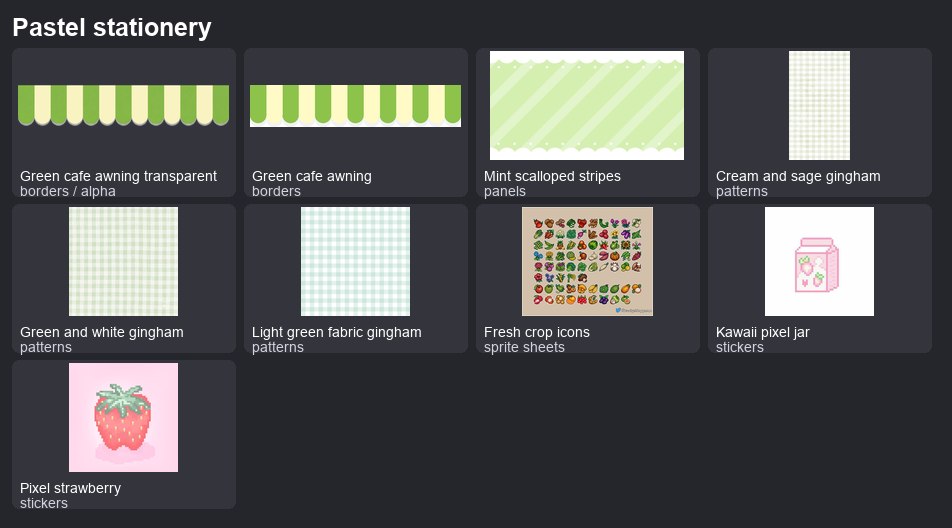 Pastel stationery
Green cafe awning transparent
borders / alpha
Green cafe awning
borders
Mint scalloped stripes
panels
Cream and sage gingham
patterns
Green and white gingham
patterns
Light green fabric gingham
patterns
Fresh crop icons
sprite sheets
Kawaii pixel jar
stickers
Pixel strawberry
stickers